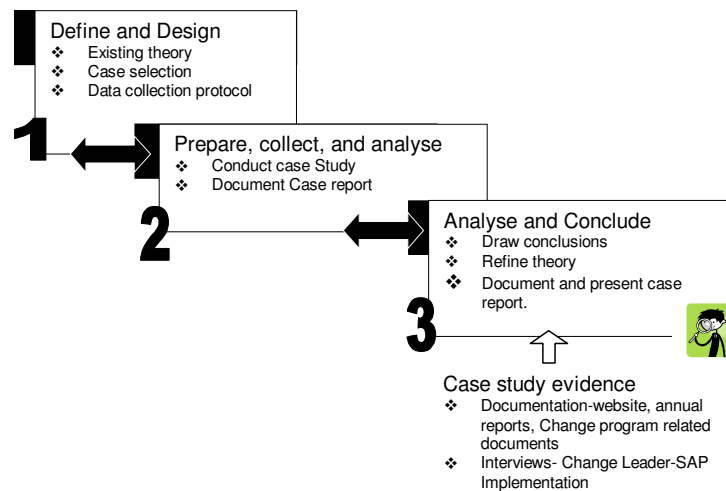 Define and Design
❖ Existing theory
❖ Case selection
❖ Data collection protocol
1
Prepare, collect, and analyse
❖ Conduct case Study
❖ Document Case report
2
Analyse and Conclude
❖ Draw conclusions
❖ Refine theory
❖ Document and present case
report.
3
Case study evidence
❖ Documentation-website, annual
reports, Change program related
documents
❖ Interviews- Change Leader-SAP
Implementation